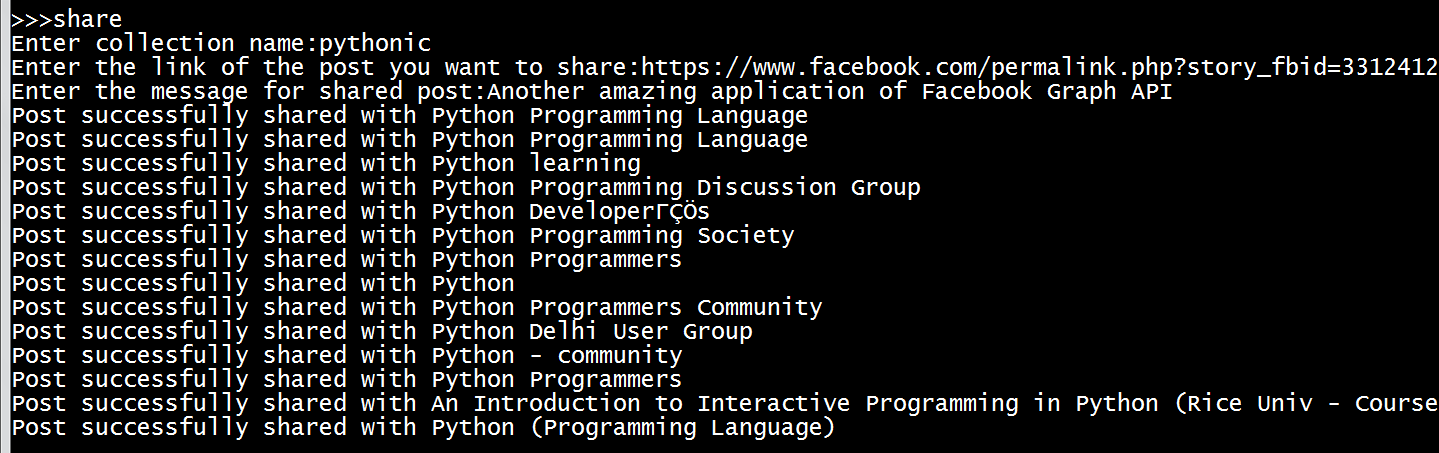 >>>share
Enter collection name:pythonic
Enter the link of the post you want to share:https://www.facebook.com/permalink.php?story_fbid=3312412
Enter the message for shared post:Another amazing application of Facebook Graph API
Post successfully shared with Python Programming Language
Post successfully shared with Python Programming Language
Post successfully shared with Python learning
Post successfully shared with Python Programming Discussion Group
Post successfully shared with Python DeveloperΓÇÖs
Post successfully shared with Python Programming Society
Post successfully shared with Python Programmers
Post successfully shared with Python
Post successfully shared with Python Programmers Community
Post successfully shared with Python Delhi User Group
Post successfully shared with Python - community
Post successfully shared with Python Programmers
Post successfully shared with An Introduction to Interactive Programming in Python (Rice Univ - Course
Post successfully shared with Python (Programming Language)